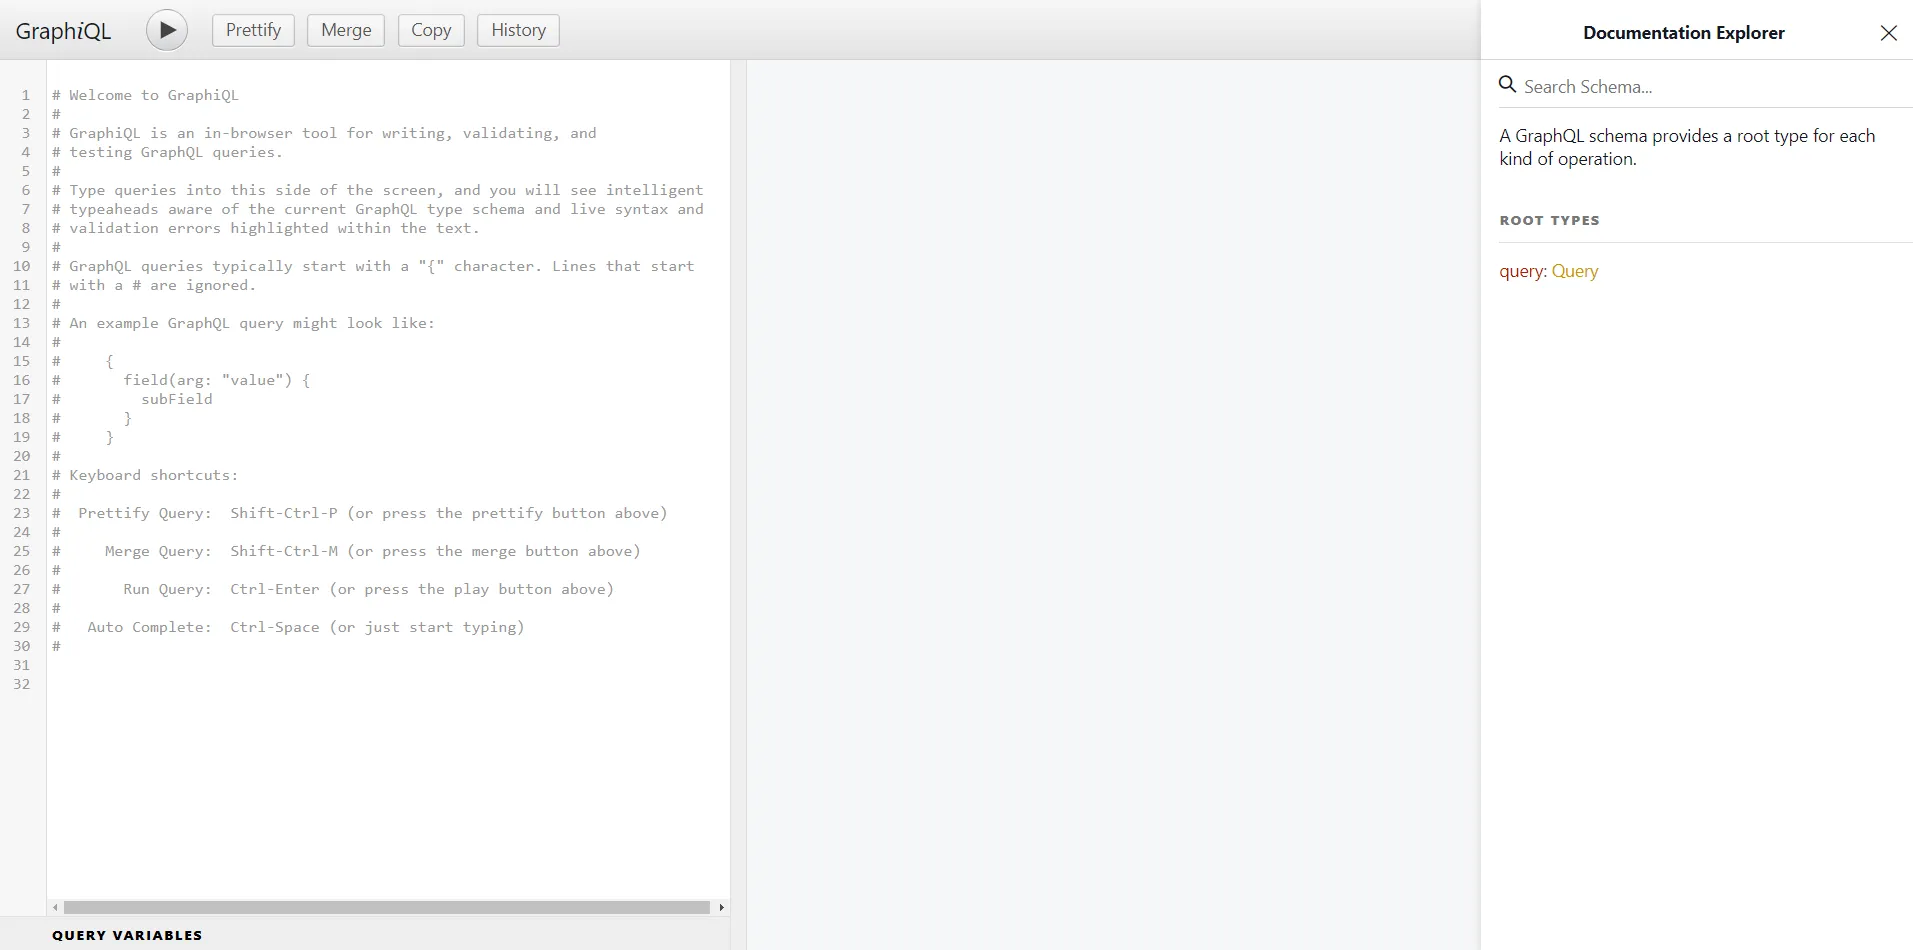 GraphiQL
Prettify
Merge
Copy
History
1 # Welcome to GraphiQL
2 #
3 # GraphiQL is an in-browser tool for writing, validating, and
4 # testing GraphQL queries.
5 #
6 # Type queries into this side of the screen, and you will see intelligent
7 # typeaheads aware of the current GraphQL type schema and live syntax and
8 # validation errors highlighted within the text.
9 #
10 # GraphQL queries typically start with a "{" character. Lines that start
11 # with a # are ignored.
12 #
13 # An example GraphQL query might look like:
14 #
15 #     {
16 #       field(arg: "value") {
17 #         subField
18 #       }
19 #     }
20 #
21 # Keyboard shortcuts:
22 #
23 #  Prettify Query:  Shift-Ctrl-P (or press the prettify button above)
24 #
25 #     Merge Query:  Shift-Ctrl-M (or press the merge button above)
26 #
27 #       Run Query:  Ctrl-Enter (or press the play button above)
28 #
29 #   Auto Complete:  Ctrl-Space (or just start typing)
30 #
31
32
QUERY VARIABLES
Documentation Explorer
Search Schema...
A GraphQL schema provides a root type for each
kind of operation.
ROOT TYPES
query: Query